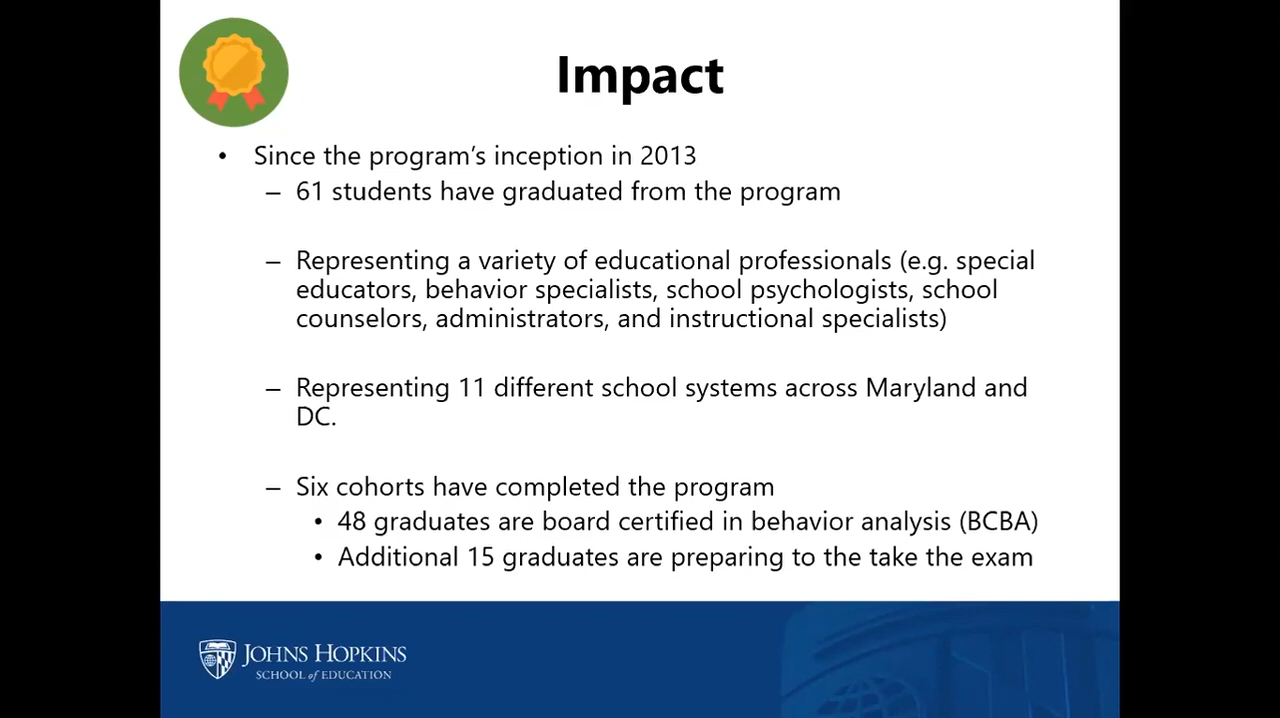 Impact
• Since the program's inception in 2013
– 61 students have graduated from the program
– Representing a variety of educational professionals (e.g. special
educators, behavior specialists, school psychologists, school
counselors, administrators, and instructional specialists)
– Representing 11 different school systems across Maryland and
DC.
– Six cohorts have completed the program
• 48 graduates are board certified in behavior analysis (BCBA)
• Additional 15 graduates are preparing to the take the exam
JOHNS HOPKINS
SCHOOL of EDUCATION